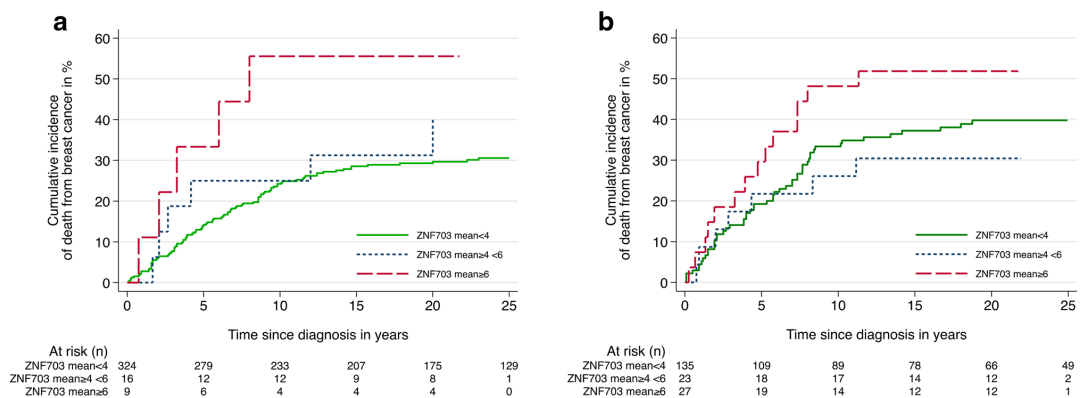 a
Cumulative incidence
of death from breast cancer in %
60
50
40
30
20
10
0
ZNF703 mean<4
ZNF703 mean≥4 <6
ZNF703 mean≥6
0 5 10 15 20 25
Time since diagnosis in years
At risk (n)
ZNF703 mean<4 324 279 233 207 175 129
ZNF703 mean≥4 <6 16 12 12 9 8 1
ZNF703 mean≥6 9 6 4 4 4 0
b
Cumulative incidence
of death from breast cancer in %
60
50
40
30
20
10
0
ZNF703 mean<4
ZNF703 mean≥4 <6
ZNF703 mean≥6
0 5 10 15 20 25
Time since diagnosis in years
At risk (n)
ZNF703 mean<4 135 109 89 78 66 49
ZNF703 mean≥4 <6 23 18 17 14 12 2
ZNF703 mean≥6 27 19 14 12 12 1